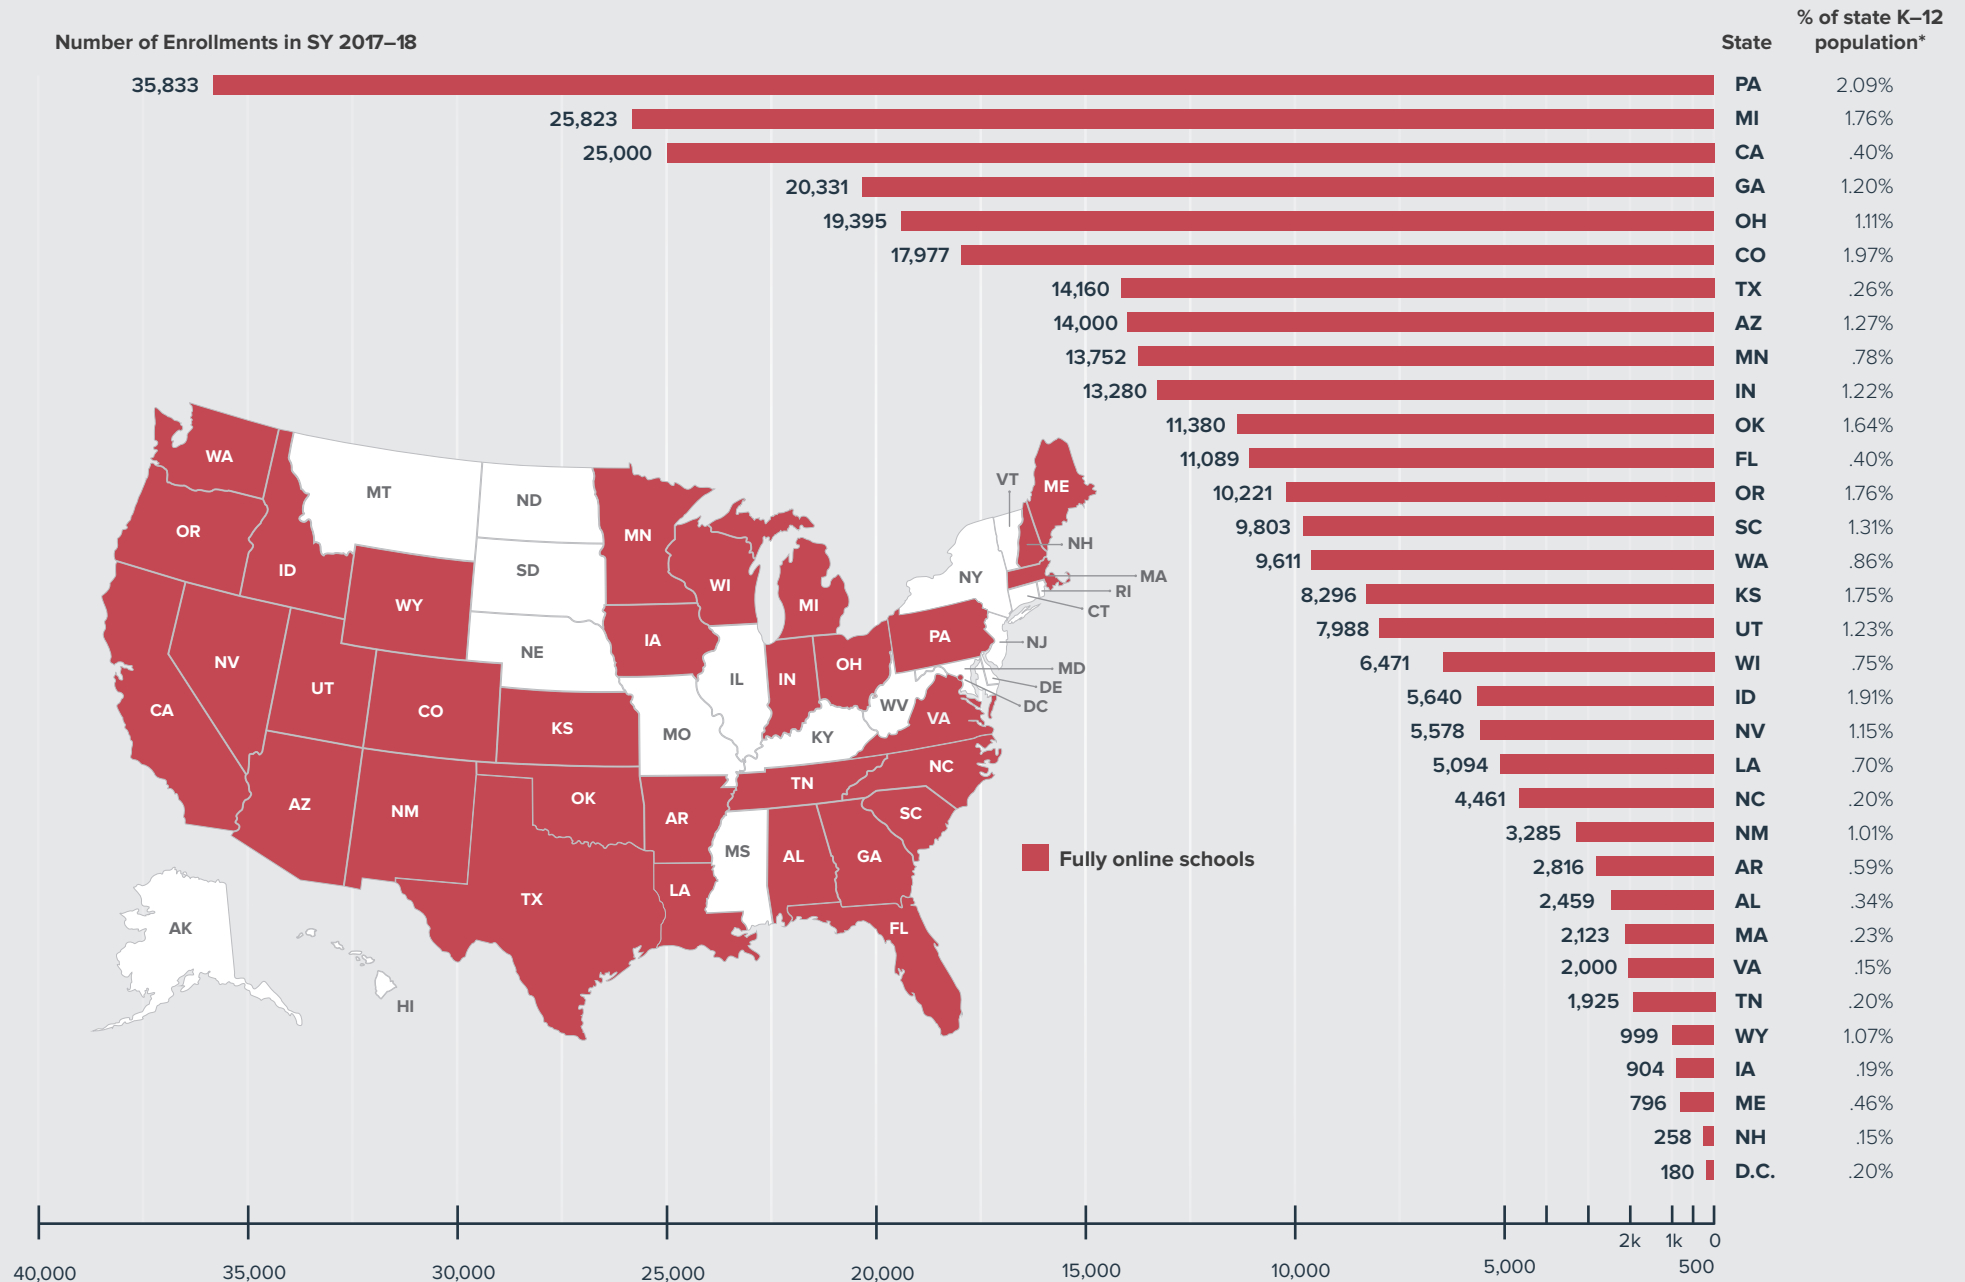 % of state K–12
Number of Enrollments in SY 2017–18 State population*
35,833 PA 2.09%
25,823 MI 1.76%
25,000 CA .40%
20,331 GA 1.20%
19,395 OH 1.11%
17,977 CO 1.97%
14,160 TX .26%
14,000 AZ 1.27%
13,752 MN .78%
13,280 IN 1.22%
11,380 OK 1.64%
11,089 FL .40%
10,221 OR 1.76%
9,803 SC 1.31%
9,611 WA .86%
8,296 KS 1.75%
7,988 UT 1.23%
6,471 WI .75%
5,640 ID 1.91%
5,578 NV 1.15%
5,094 LA .70%
4,461 NC .20%
3,285 NM 1.01%
2,816 AR .59%
2,459 AL .34%
2,123 MA .23%
2,000 VA .15%
1,925 TN .20%
999 WY 1.07%
904 IA .19%
796 ME .46%
258 NH .15%
180 D.C. .20%
WA
MT
ND
VT
ME
OR
MN
NH
ID
SD
WI
NY
MA
RI
WY
MI
CT
IA
PA
NJ
NE
NV
OH
MD
UT
IL
IN
DE
CA
CO
WV
DC
KS
MO
KY
VA
NC
AZ
NM
OK
TN
AR
SC
MS
AL
GA
Fully online schools
TX
LA
AK
FL
HI
2k 1k 0
40,000 35,000 30,000 25,000 20,000 15,000 10,000 5,000 500